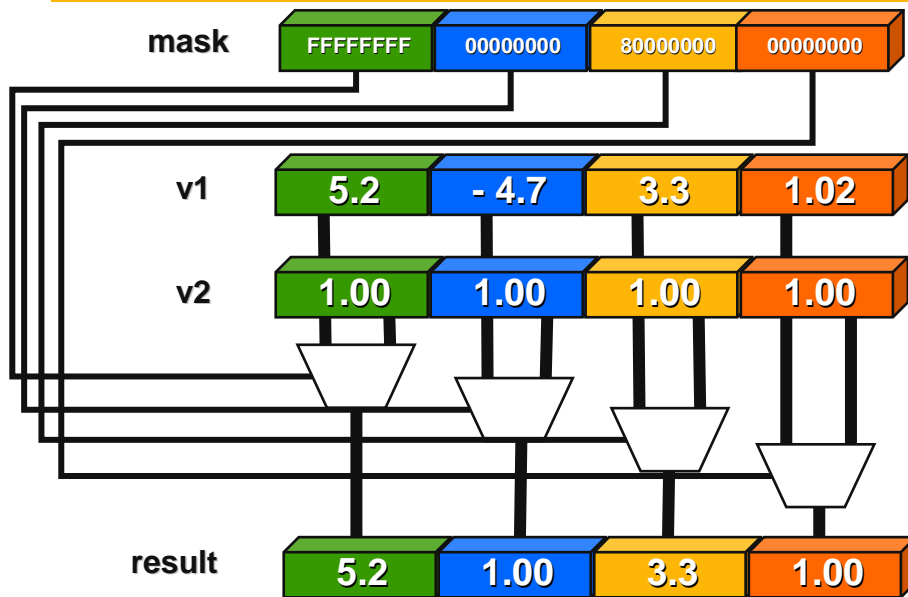 mask FFFFFFFF 00000000 80000000 00000000
v1 5.2 - 4.7 3.3 1.02
v2 1.00 1.00 1.00 1.00
result 5.2 1.00 3.3 1.00